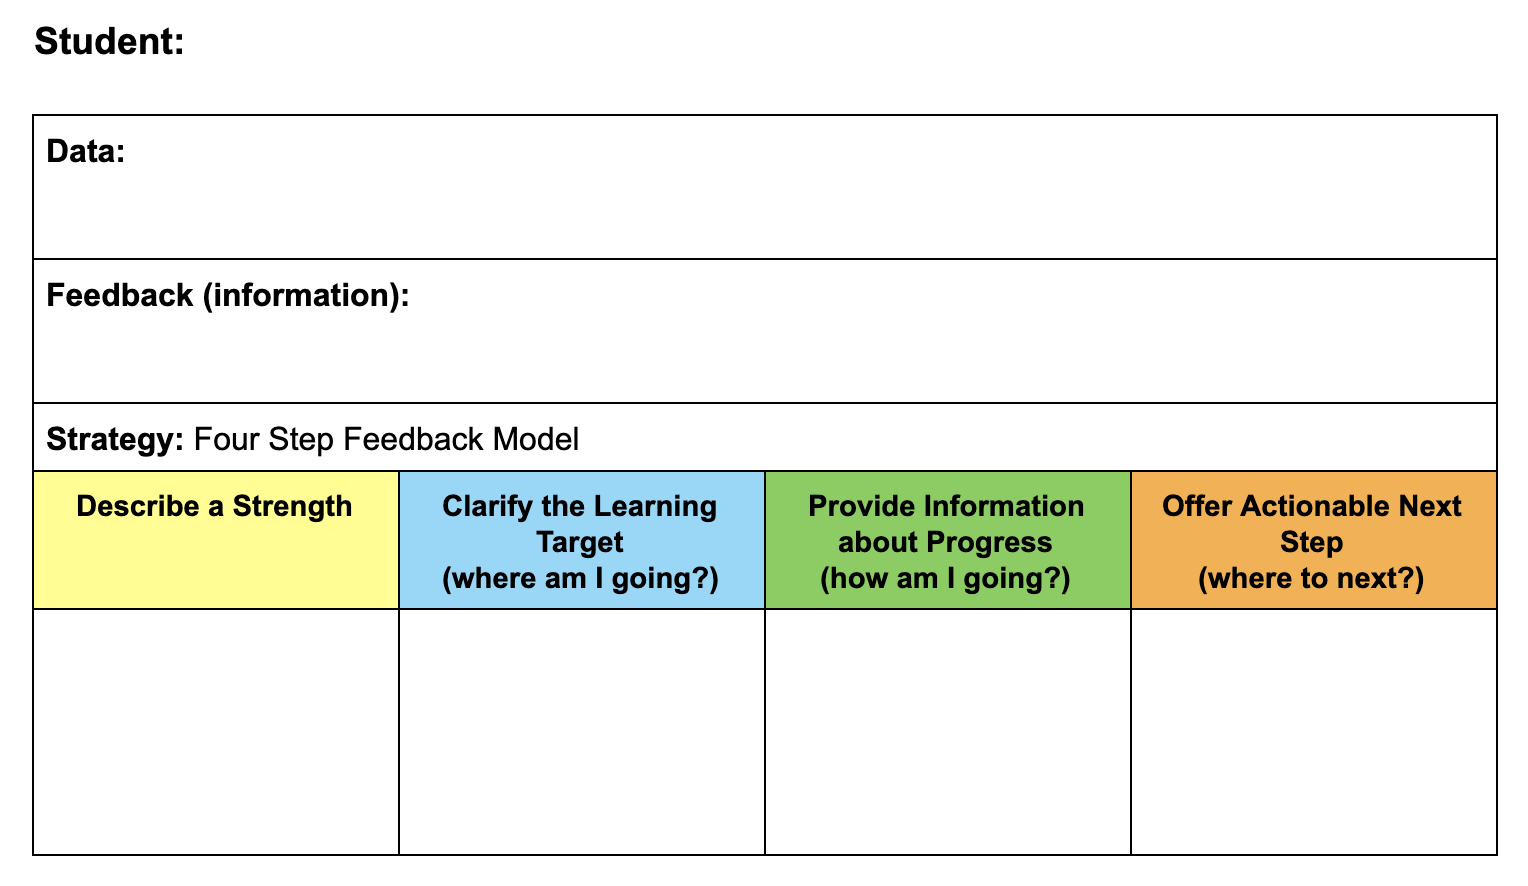 Student:
Data:
Feedback (information):
Strategy: Four Step Feedback Model
Describe a Strength
Clarify the Learning
Target
(where am I going?)
Provide Information
about Progress
(how am I going?)
Offer Actionable Next
Step
(where to next?)